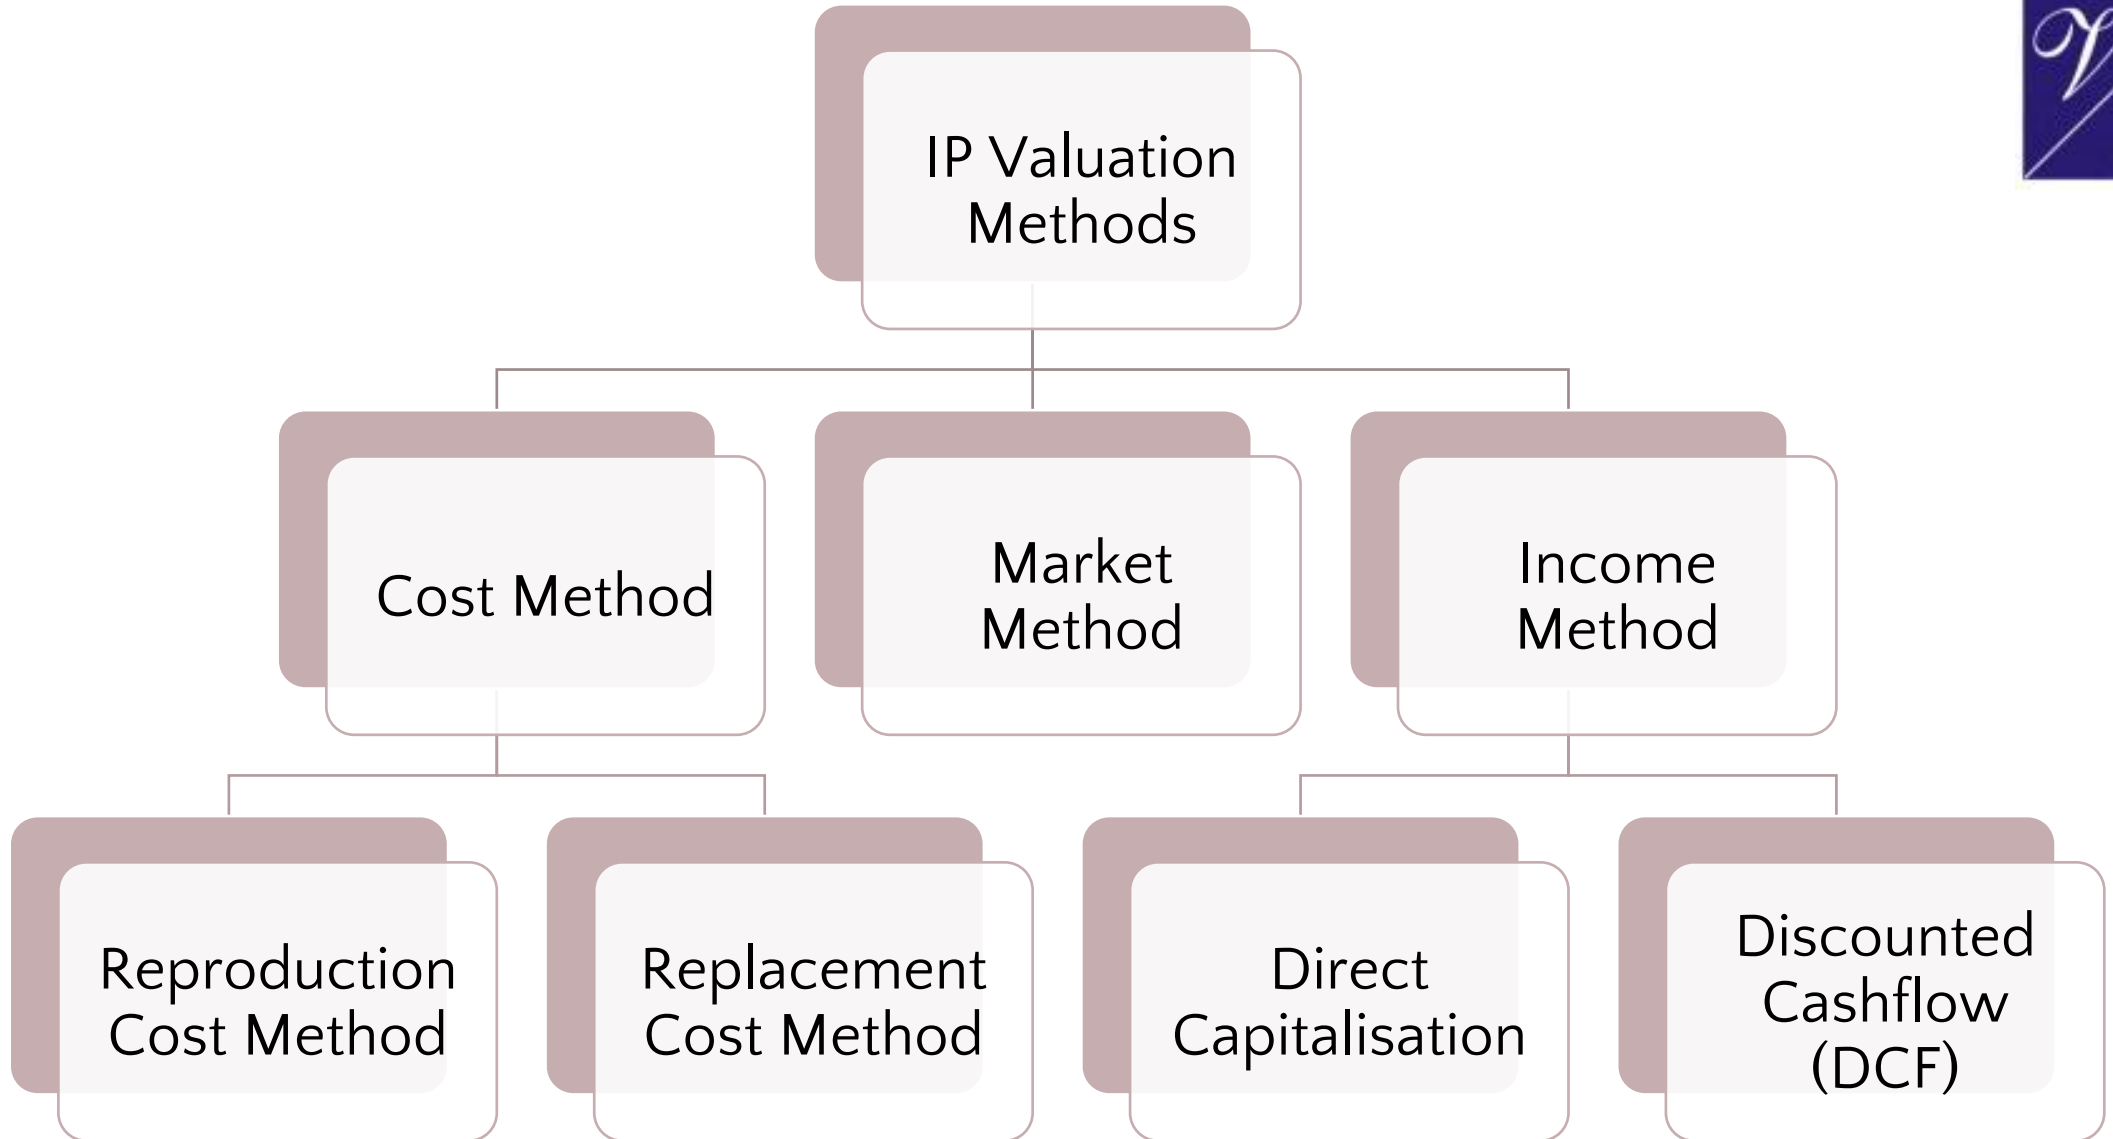 IP Valuation
Methods
Cost Method
Market
Method
Income
Method
Reproduction
Cost Method
Replacement
Cost Method
Direct
Capitalisation
Discounted
Cashflow
(DCF)